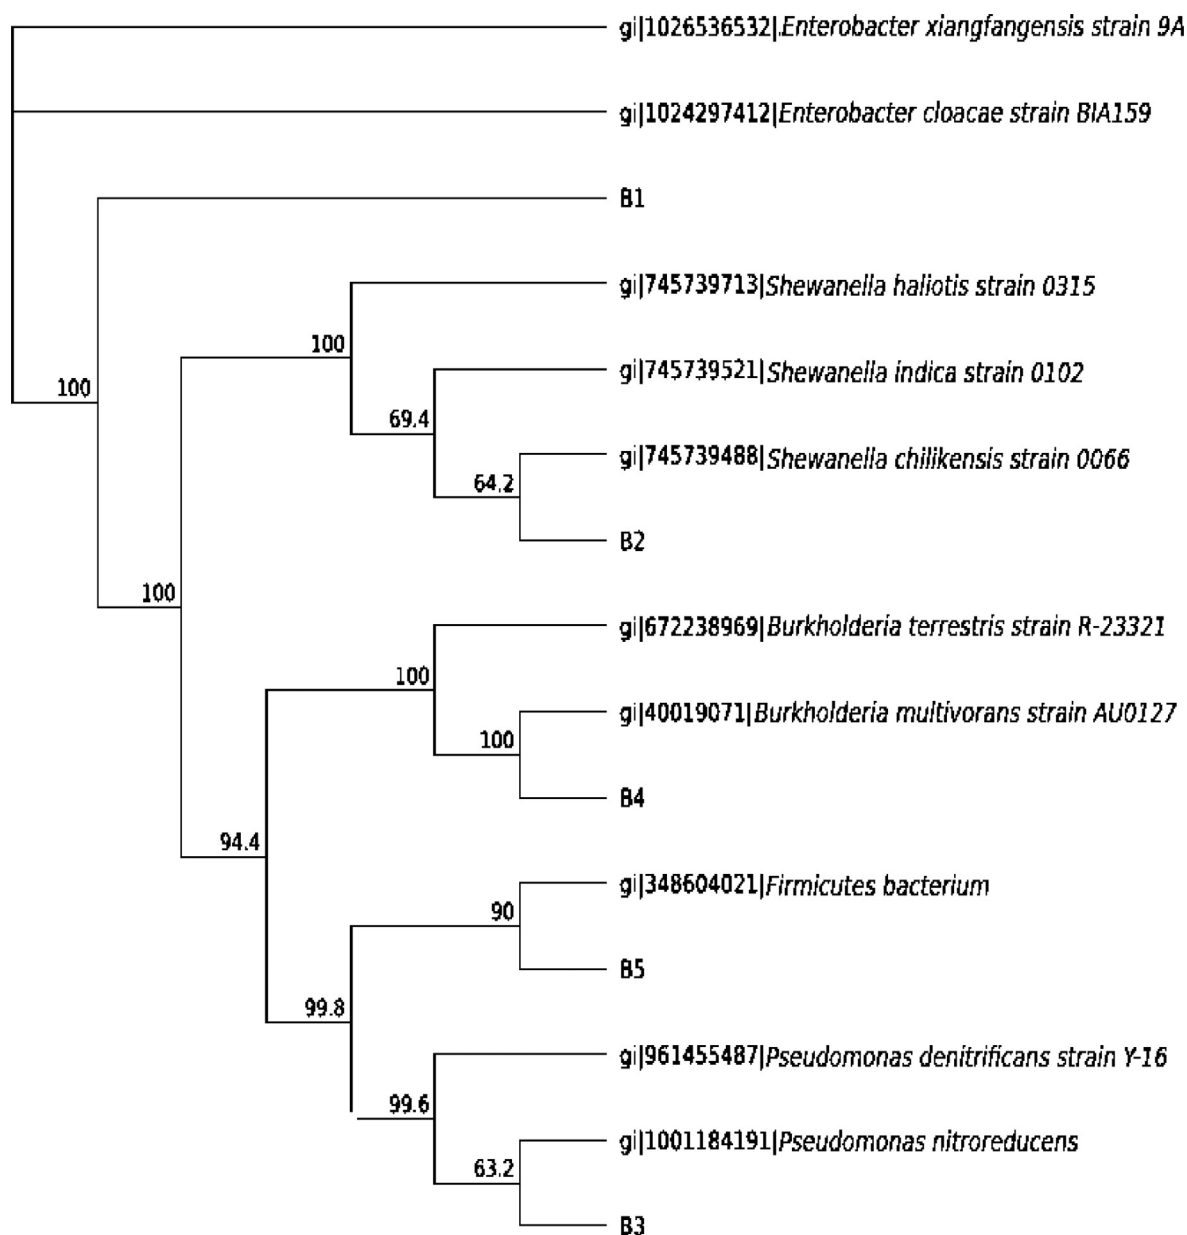 gi|1026536532|Enterobacter xiangfangensis strain 9A
gi|1024297412|Enterobacter cloacae strain BIA159
B1
gi|745739713|Shewanella haliotis strain 0315
100
gi|745739521|Shewanella indica strain 0102
100
69.4
gi|745739488|Shewanella chilikensis strain 0066
64.2
B2
100
gi|672238969|Burkholderia terrestris strain R-23321
100
gi|40019071|Burkholderia multivorans strain AU0127
100
B4
94.4
gi|348604021|Firmicutes bacterium
90
B5
99.8
gi|961455487|Pseudomonas denitrificans strain Y-16
99.6
gi|1001184191|Pseudomonas nitroreducens
63.2
B3